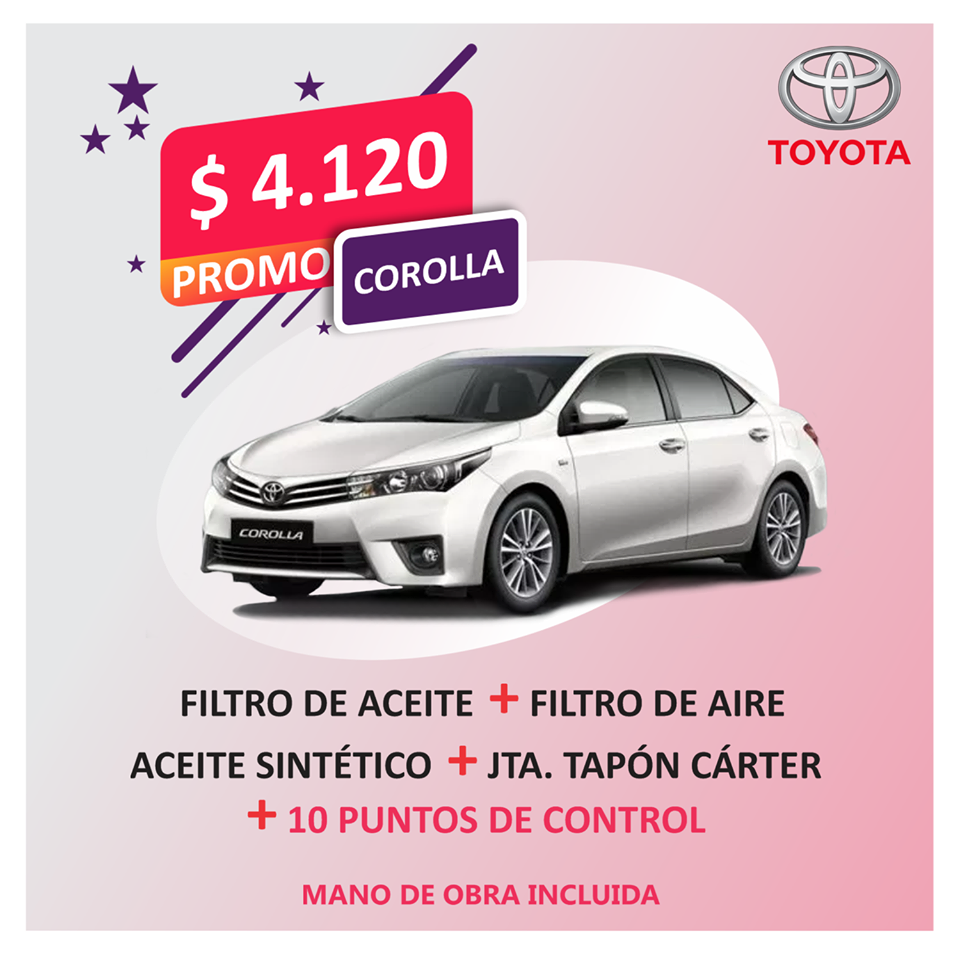 TOYOTA
$ 4.120
PROMO
COROLLA
COROLLA
FILTRO DE ACEITE + FILTRO DE AIRE
ACEITE SINTÉTICO + JTA. TAPÓN CÁRTER
+ 10 PUNTOS DE CONTROL
MANO DE OBRA INCLUIDA